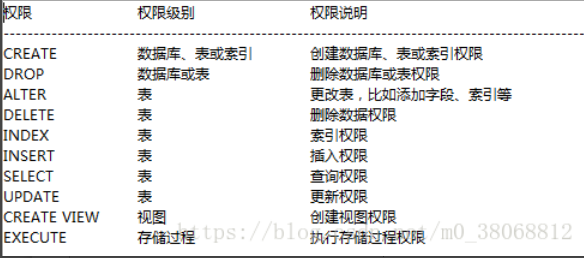 权限 权限级别 权限说明
CREATE 数据库、表或索引 创建数据库、表或索引权限
DROP 数据库或表 删除数据库或表权限
ALTER 表 更改表，比如添加字段、索引等
DELETE 表 删除数据权限
INDEX 表 索引权限
INSERT 表 插入权限
SELECT 表 查询权限
UPDATE 表 更新权限
CREATE VIEW 视图 创建视图权限
EXECUTE 存储过程 执行存储过程权限